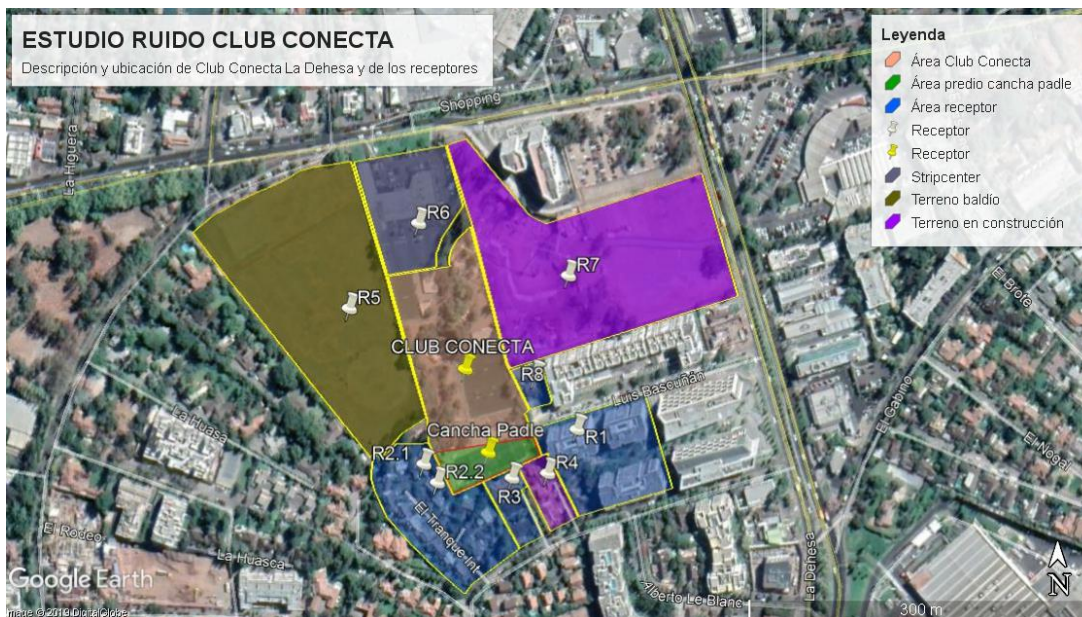 ESTUDIO RUIDO CLUB CONECTA
Descripción y ubicación de Club Conecta La Dehesa y de los receptores
Leyenda
Área Club Conecta
Área predio cancha padle
Área receptor
Receptor
Receptor
Stripcenter
Terreno baldío
Terreno en construcción
Shopping
La Higuera
R6
R7
R5
El Brote
CLUB CONECTA
R8
Luis Bascuñán
La Huasa
El Gabino
Cancha Padle
R1
El Nogal
R2.1
R2.2
R3
R4
El Tranque Int
El Rodeo
La Huasca
La Dehesa
Alberto Le Blanc
Google Earth
Image © 2019 DigitalGlobe
300 m
N